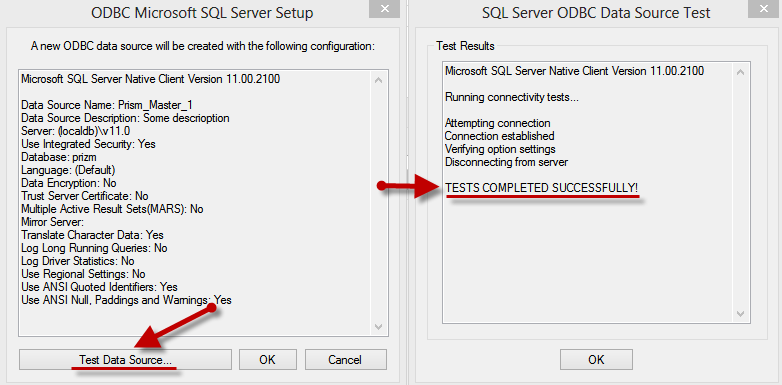 ODBC Microsoft SQL Server Setup
A new ODBC data source will be created with the following configuration:
Microsoft SQL Server Native Client Version 11.00.2100
Data Source Name: Prism_Master_1
Data Source Description: Some descrioption
Server: (localdb)\v11.0
Use Integrated Security: Yes
Database: prizm
Language: (Default)
Data Encryption: No
Trust Server Certificate: No
Multiple Active Result Sets(MARS): No
Mirror Server:
Translate Character Data: Yes
Log Long Running Queries: No
Log Driver Statistics: No
Use Regional Settings: No
Use ANSI Quoted Identifiers: Yes
Use ANSI Null, Paddings and Warnings: Yes
Test Data Source...
OK
Cancel
SQL Server ODBC Data Source Test
Test Results
Microsoft SQL Server Native Client Version 11.00.2100
Running connectivity tests...
Attempting connection
Connection established
Verifying option settings
Disconnecting from server
TESTS COMPLETED SUCCESSFULLY!
OK